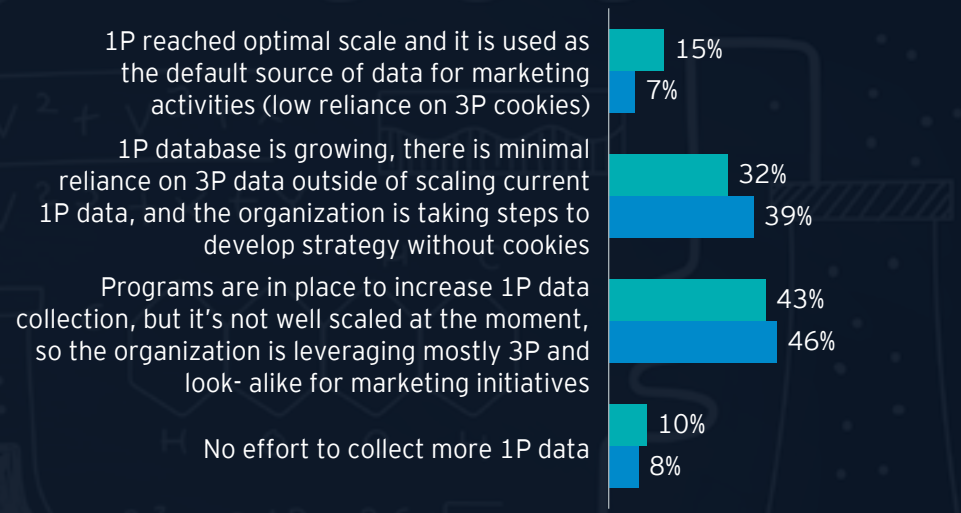 1P reached optimal scale and it is used as
the default source of data for marketing
activities (low reliance on 3P cookies)
15%
7%
1P database is growing, there is minimal
reliance on 3P data outside of scaling current
1P data, and the organization is taking steps to
develop strategy without cookies
32%
39%
Programs are in place to increase 1P data
collection, but it's not well scaled at the moment,
so the organization is leveraging mostly 3P and
look- alike for marketing initiatives
43%
46%
No effort to collect more 1P data
10%
8%